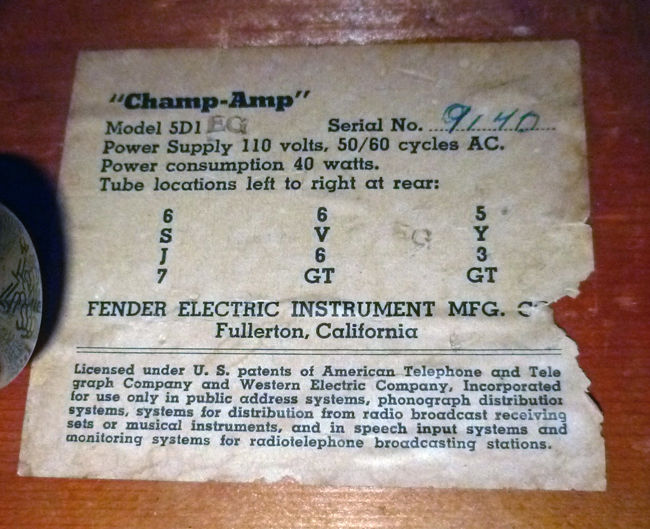 "Champ-Amp"
Model 5D1 EG Serial No. 9140
Power Supply 110 volts, 50/60 cycles AC.
Power consumption 40 watts.
Tube locations left to right at rear:
6 6 5
S V EG Y
J 6 3
7 GT GT
FENDER ELECTRIC INSTRUMENT MFG.
Fullerton, California
Licensed under U. S. patents of American Telephone and Tele
graph Company and Western Electric Company, Incorporated
for use only in public address systems, phonograph distribution
systems, systems for distribution from radio broadcast receiving
sets or musical instruments, and in speech input systems and
monitoring systems for radiotelephone broadcasting stations.